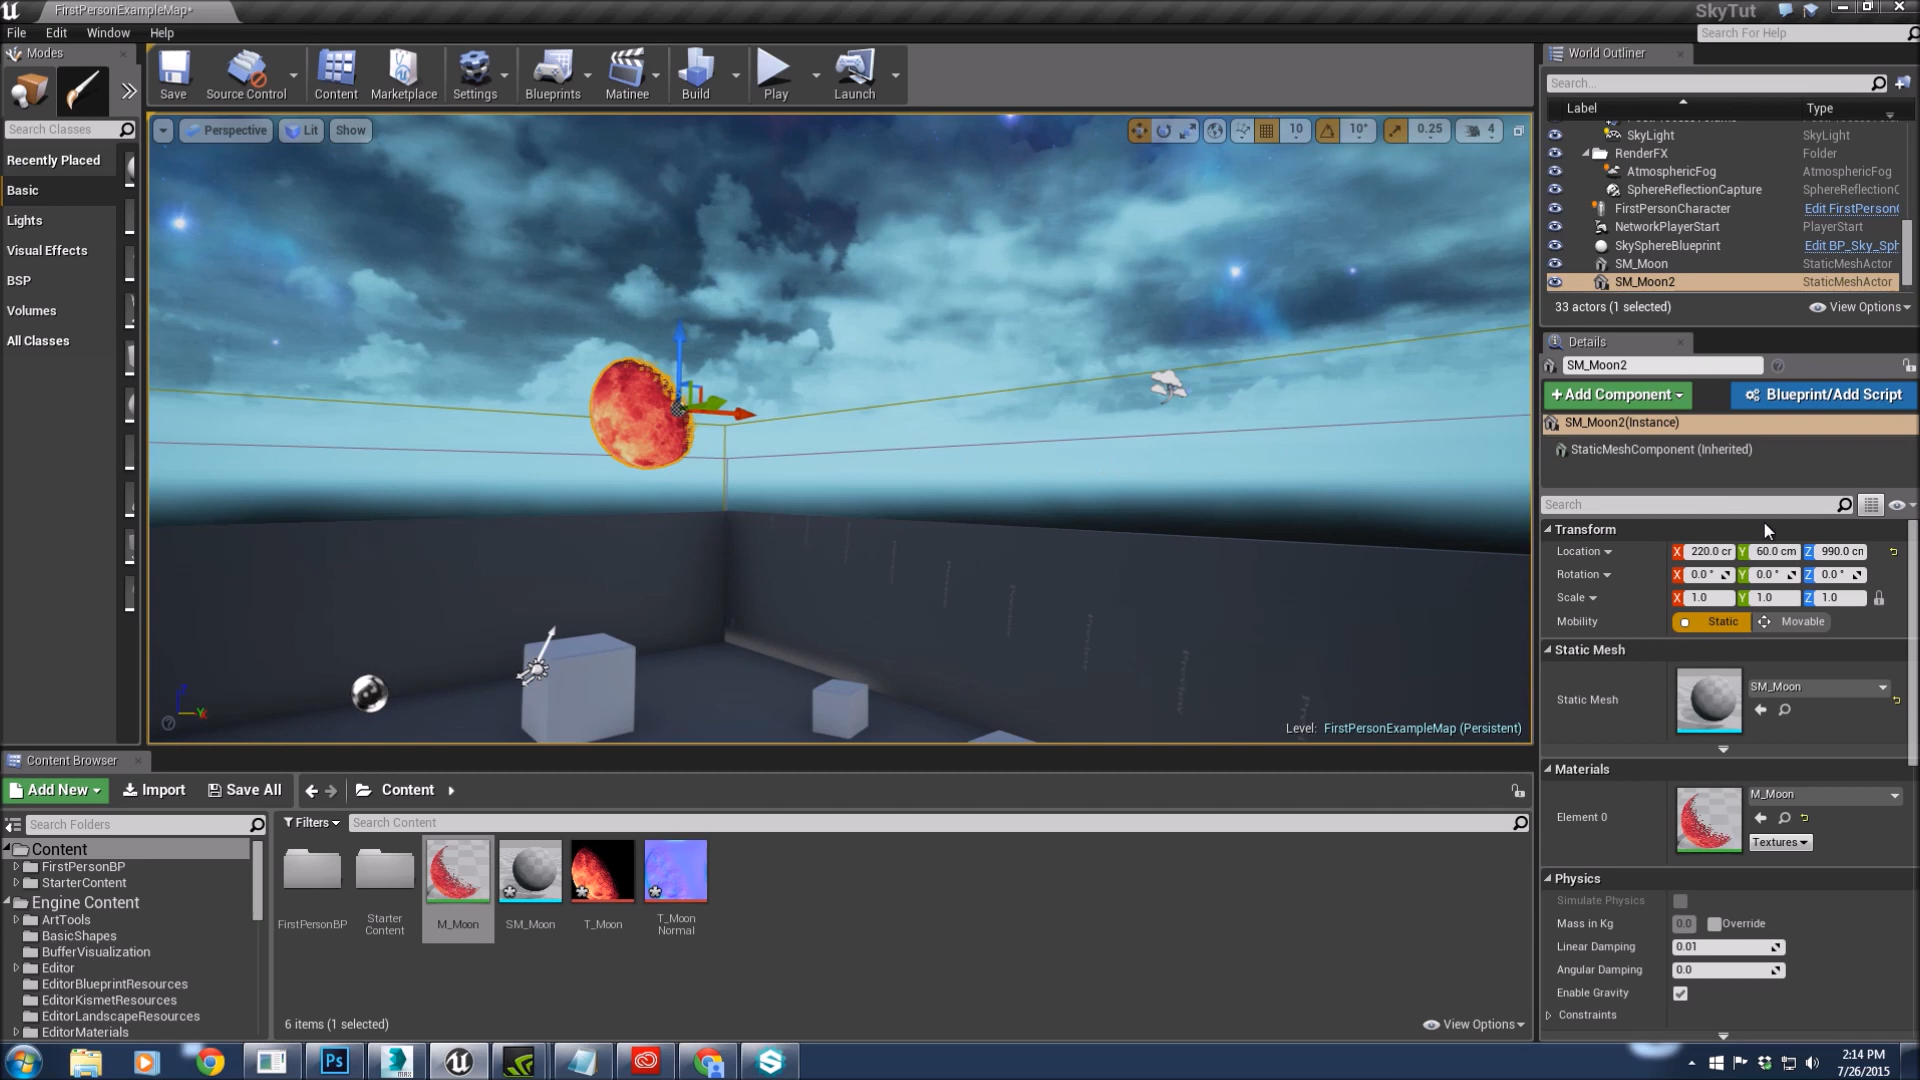 FirstPersonExampleMap*
SkyTut
File Edit Window Help
Search For Help
Modes
Save
Source Control
Content
Marketplace
Settings
Blueprints
Matinee
Build
Play
Launch
Search Classes
Recently Placed
Basic
Lights
Visual Effects
BSP
Volumes
All Classes
Perspective
Lit
Show
10
10°
0.25
4
Level: FirstPersonExampleMap (Persistent)
World Outliner
Search...
Label Type
SkyLight SkyLight
RenderFX Folder
AtmosphericFog AtmosphericFog
SphereReflectionCapture SphereReflectionC
FirstPersonCharacter Edit FirstPerson
NetworkPlayerStart PlayerStart
SkySphereBlueprint Edit BP_Sky_Sph
SM_Moon StaticMeshActor
SM_Moon2 StaticMeshActor
33 actors (1 selected)
View Options
Details
SM_Moon2
+Add Component
Blueprint/Add Script
SM_Moon2(Instance)
StaticMeshComponent (Inherited)
Search
Transform
Location X 220.0 cr Y 60.0 cm Z 990.0 cm
Rotation X 0.0 ° Y 0.0 ° Z 0.0 °
Scale X 1.0 Y 1.0 Z 1.0
Mobility Static Movable
Static Mesh
Static Mesh SM_Moon
Materials
Element 0 M_Moon
Textures
Physics
Simulate Physics
Mass in Kg 0.0 Override
Linear Damping 0.01
Angular Damping 0.0
Enable Gravity
Constraints
Content Browser
Add New
Import
Save All
Content
Search Folders
Filters
Search Content
Content
FirstPersonBP
StarterContent
Engine Content
ArtTools
BasicShapes
BufferVisualization
Editor
EditorBlueprintResources
EditorKismetResources
EditorLandscapeResources
EditorMaterials
FirstPersonBP
Starter
Content
M_Moon
SM_Moon
T_Moon
T_Moon
Normal
6 items (1 selected)
View Options
Ps
MAX
2:14 PM
7/26/2015